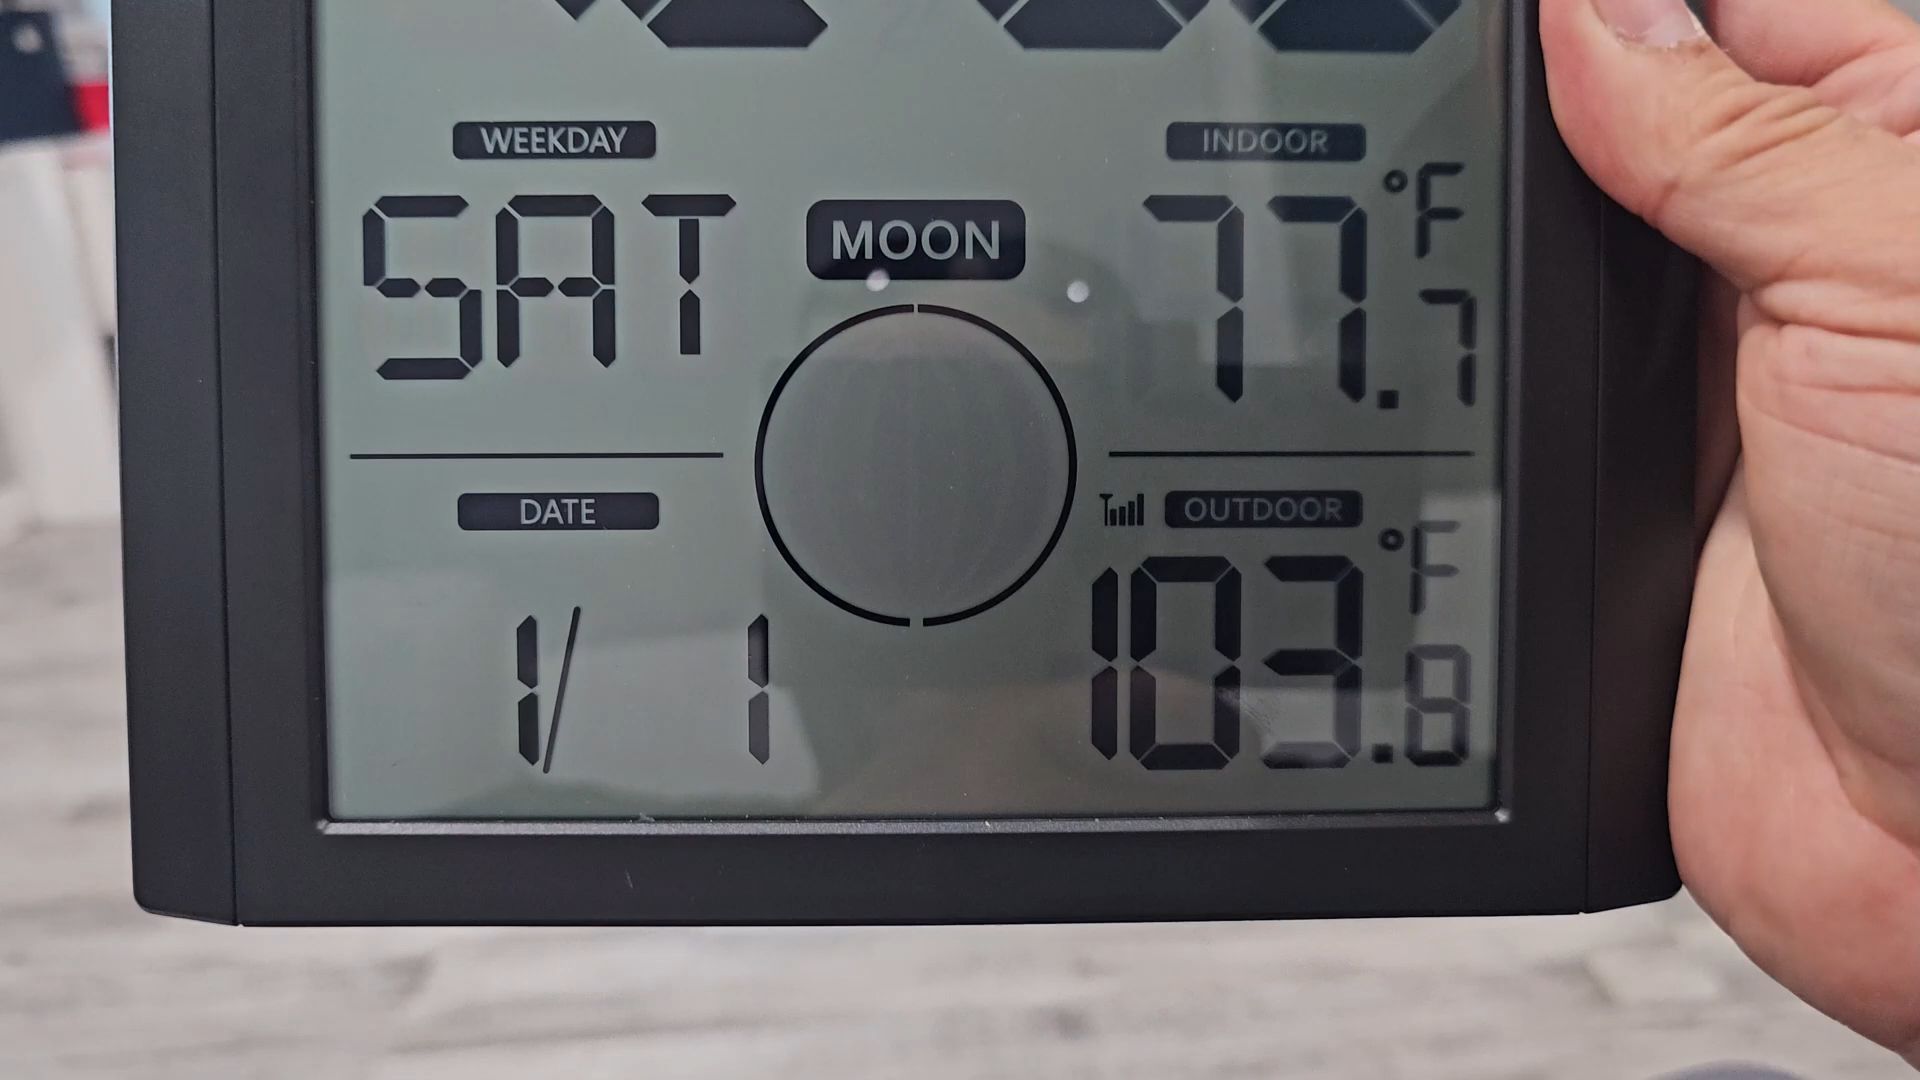 WEEKDAY
SAT
MOON
INDOOR
77.7 °F
DATE
1/ 1
OUTDOOR
103.8 °F